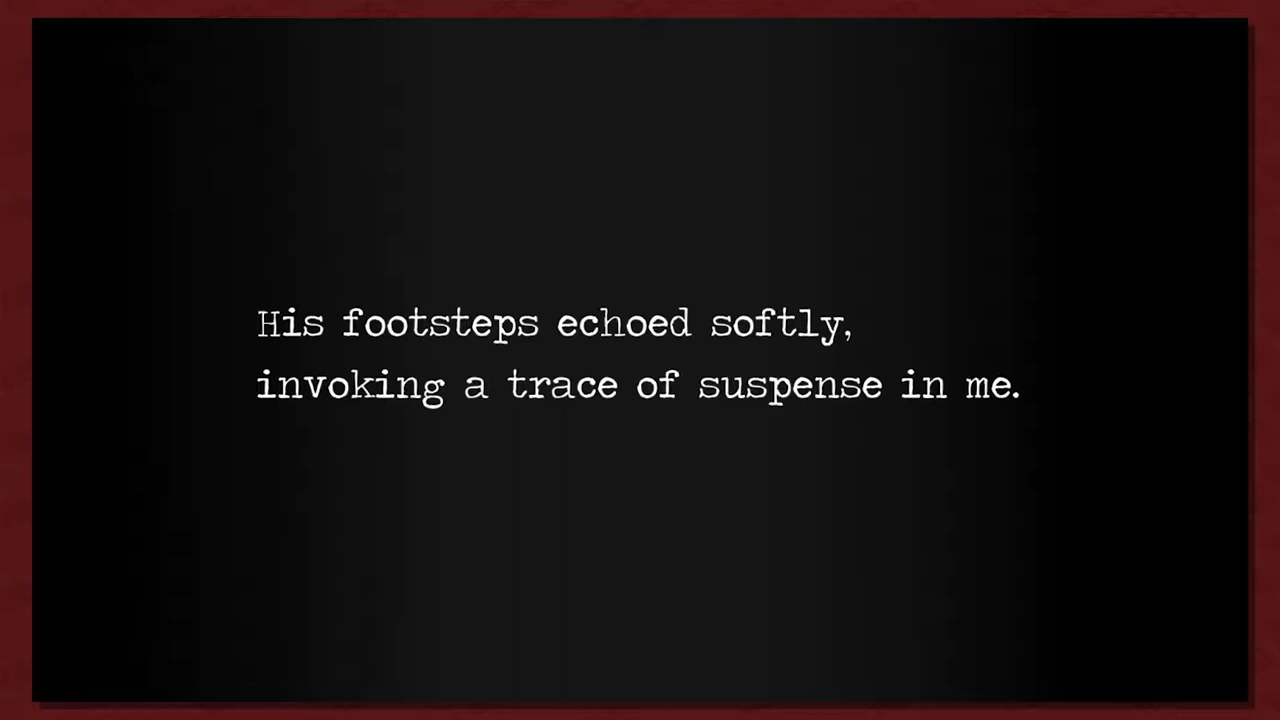 His footsteps echoed softly,
invoking a trace of suspense in me.